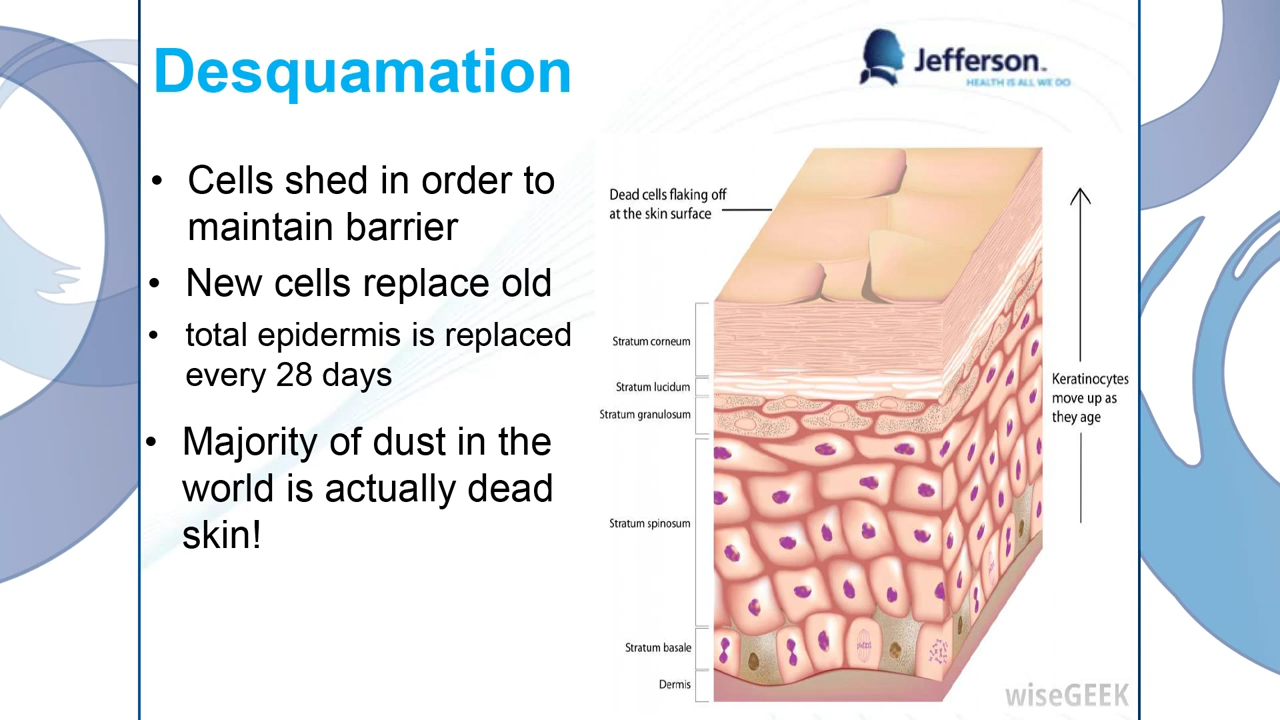 Desquamation
Jefferson™
HEALTH IS ALL WE DO
• Cells shed in order to
maintain barrier
• New cells replace old
• total epidermis is replaced
every 28 days
• Majority of dust in the
world is actually dead
skin!
Dead cells flaking off
at the skin surface
Stratum corneum
Stratum lucidum
Stratum granulosum
Stratum spinosum
Stratum basale
Dermis
Keratinocytes
move up as
they age
wiseGEEK